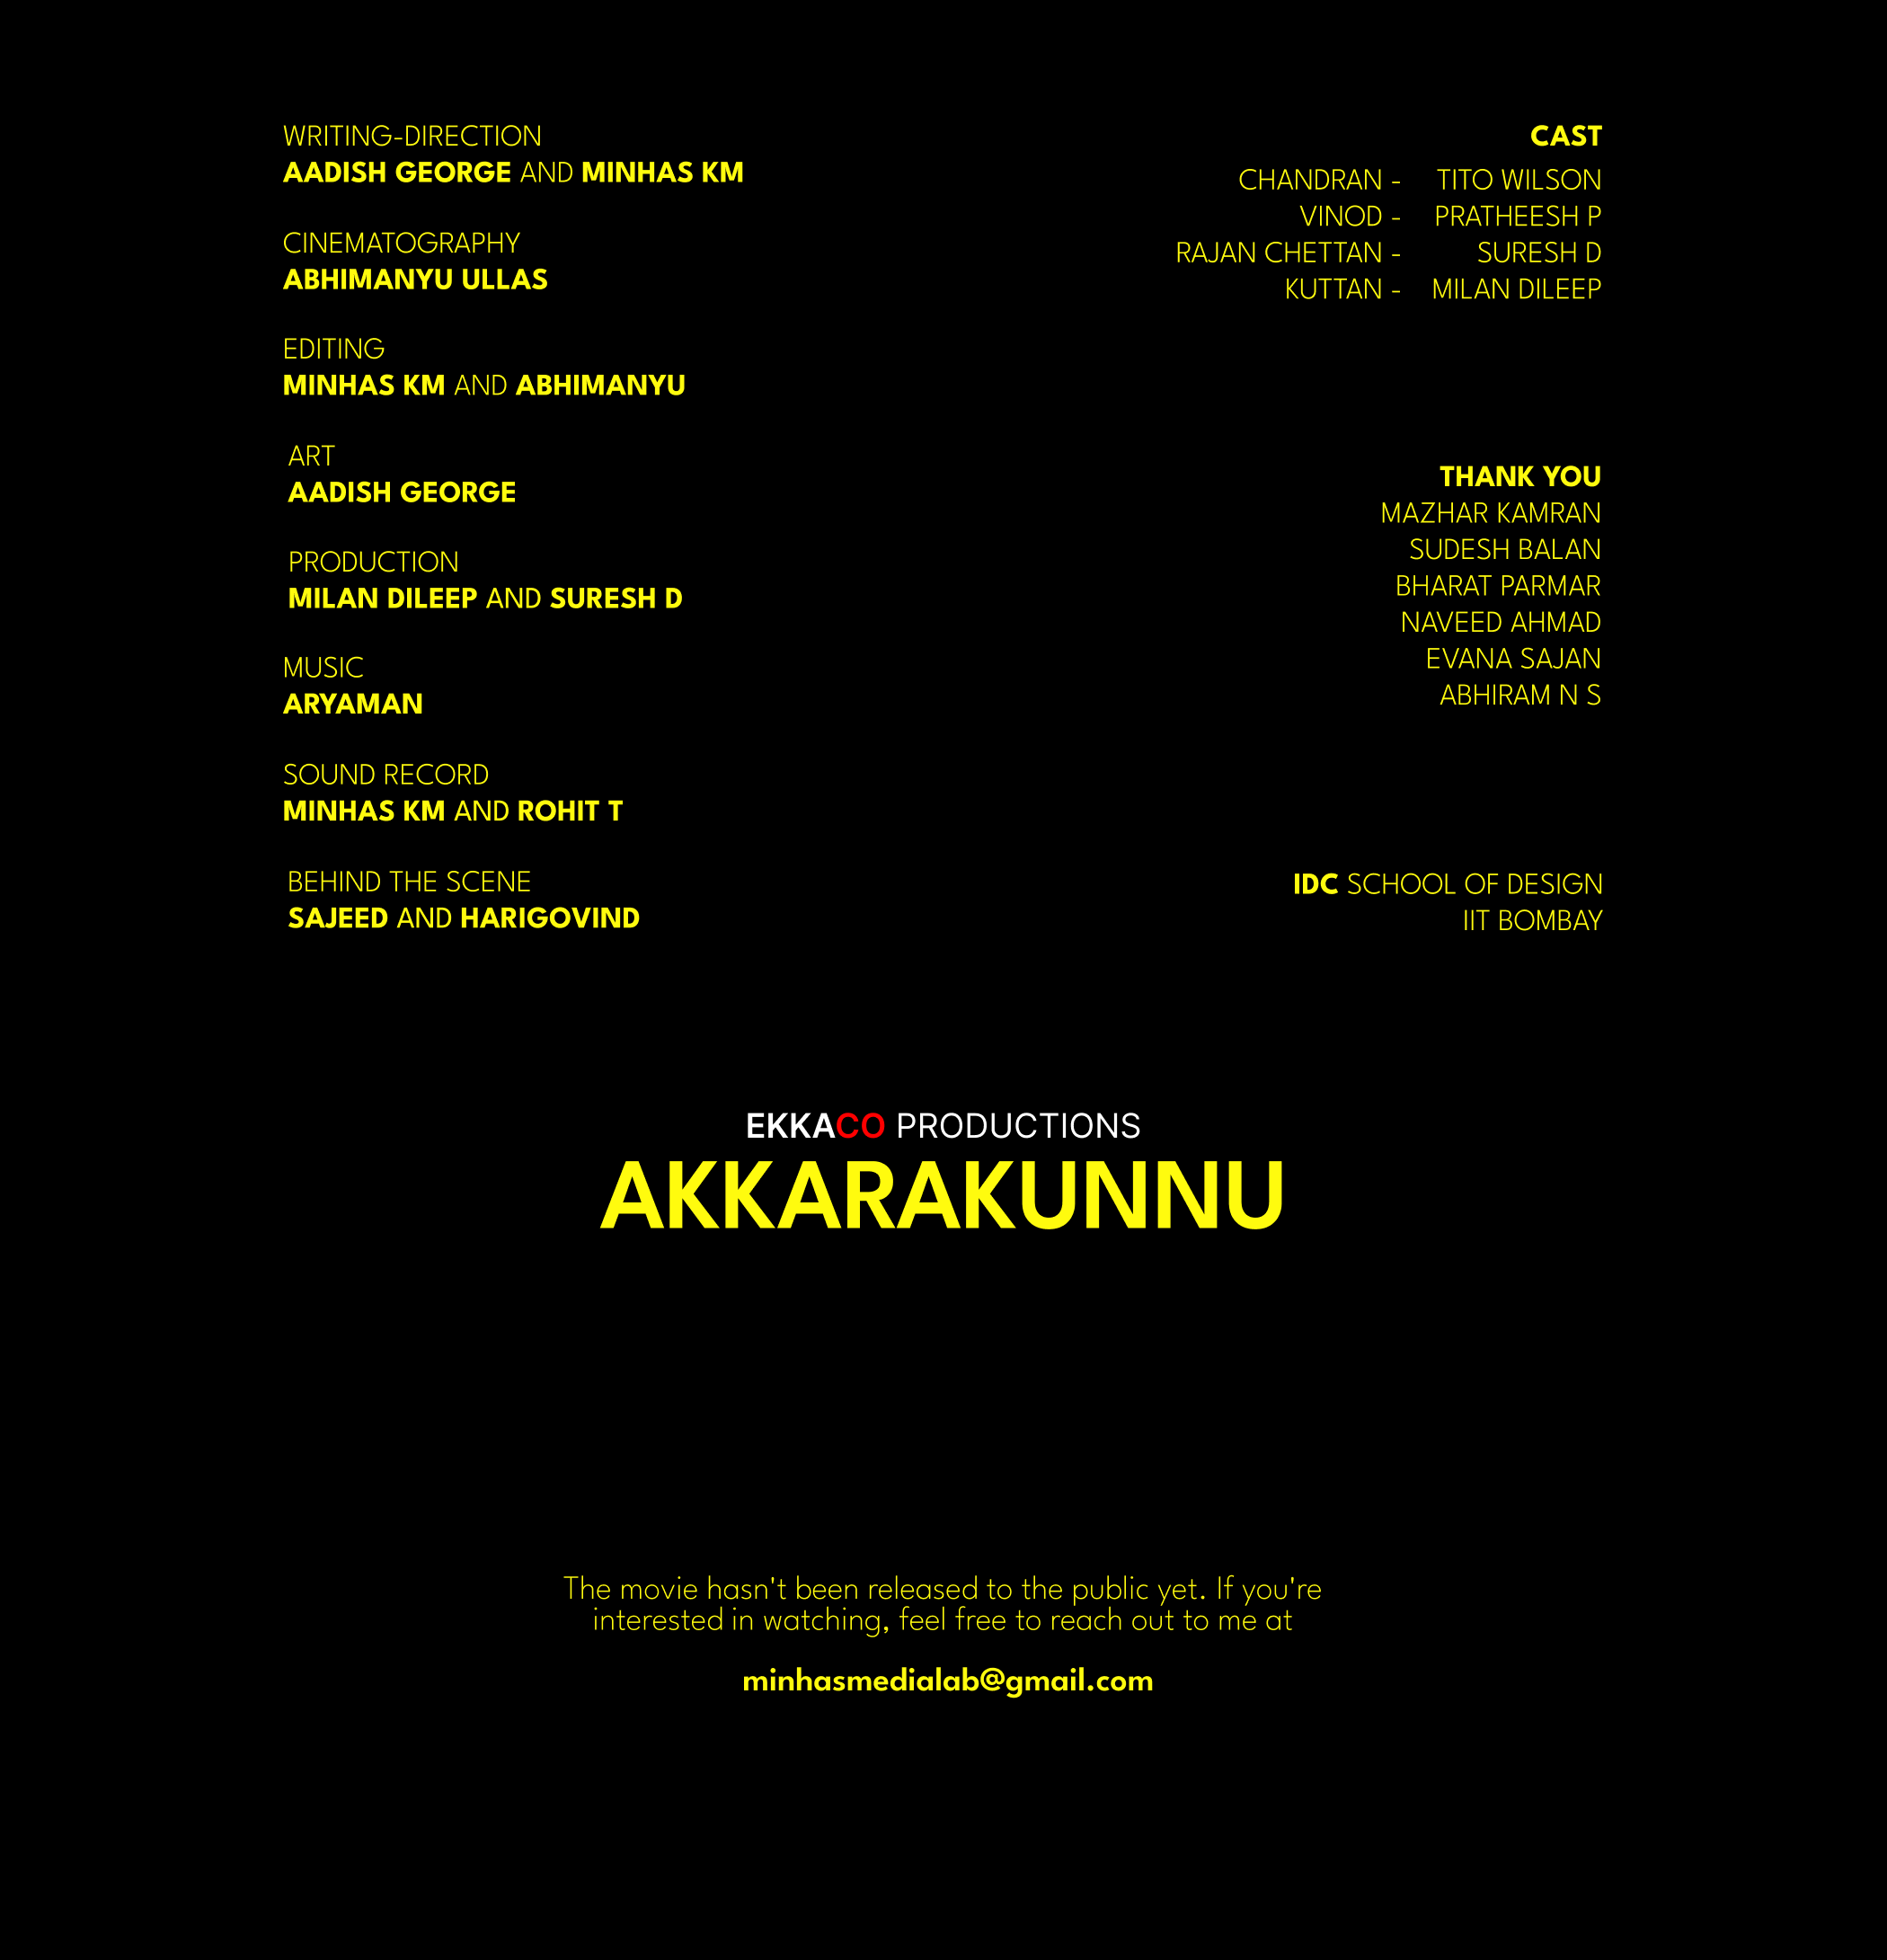 WRITING-DIRECTION
AADISH GEORGE AND MINHAS KM
CINEMATOGRAPHY
ABHIMANYU ULLAS
EDITING
MINHAS KM AND ABHIMANYU
ART
AADISH GEORGE
PRODUCTION
MILAN DILEEP AND SURESH D
MUSIC
ARYAMAN
SOUND RECORD
MINHAS KM AND ROHIT T
BEHIND THE SCENE
SAJEED AND HARIGOVIND
CAST
CHANDRAN - TITO WILSON
VINOD - PRATHEESH P
RAJAN CHETTAN - SURESH D
KUTTAN - MILAN DILEEP
THANK YOU
MAZHAR KAMRAN
SUDESH BALAN
BHARAT PARMAR
NAVEED AHMAD
EVANA SAJAN
ABHIRAM N S
IDC SCHOOL OF DESIGN
IIT BOMBAY
EKKACO PRODUCTIONS
AKKARAKUNNU
The movie hasn't been released to the public yet. If you're
interested in watching, feel free to reach out to me at
minhasmedialab@gmail.com